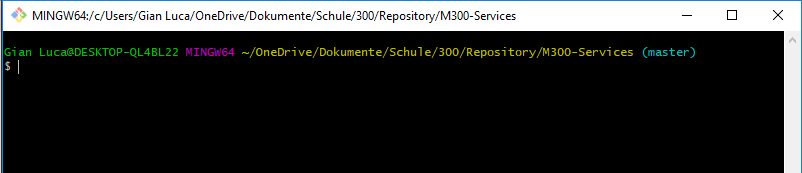 MINGW64:/c/Users/Gian Luca/OneDrive/Dokumente/Schule/300/Repository/M300-Services
Gian Luca@DESKTOP-QL4BL22 MINGW64 ~/OneDrive/Dokumente/Schule/300/Repository/M300-Services (master)
$